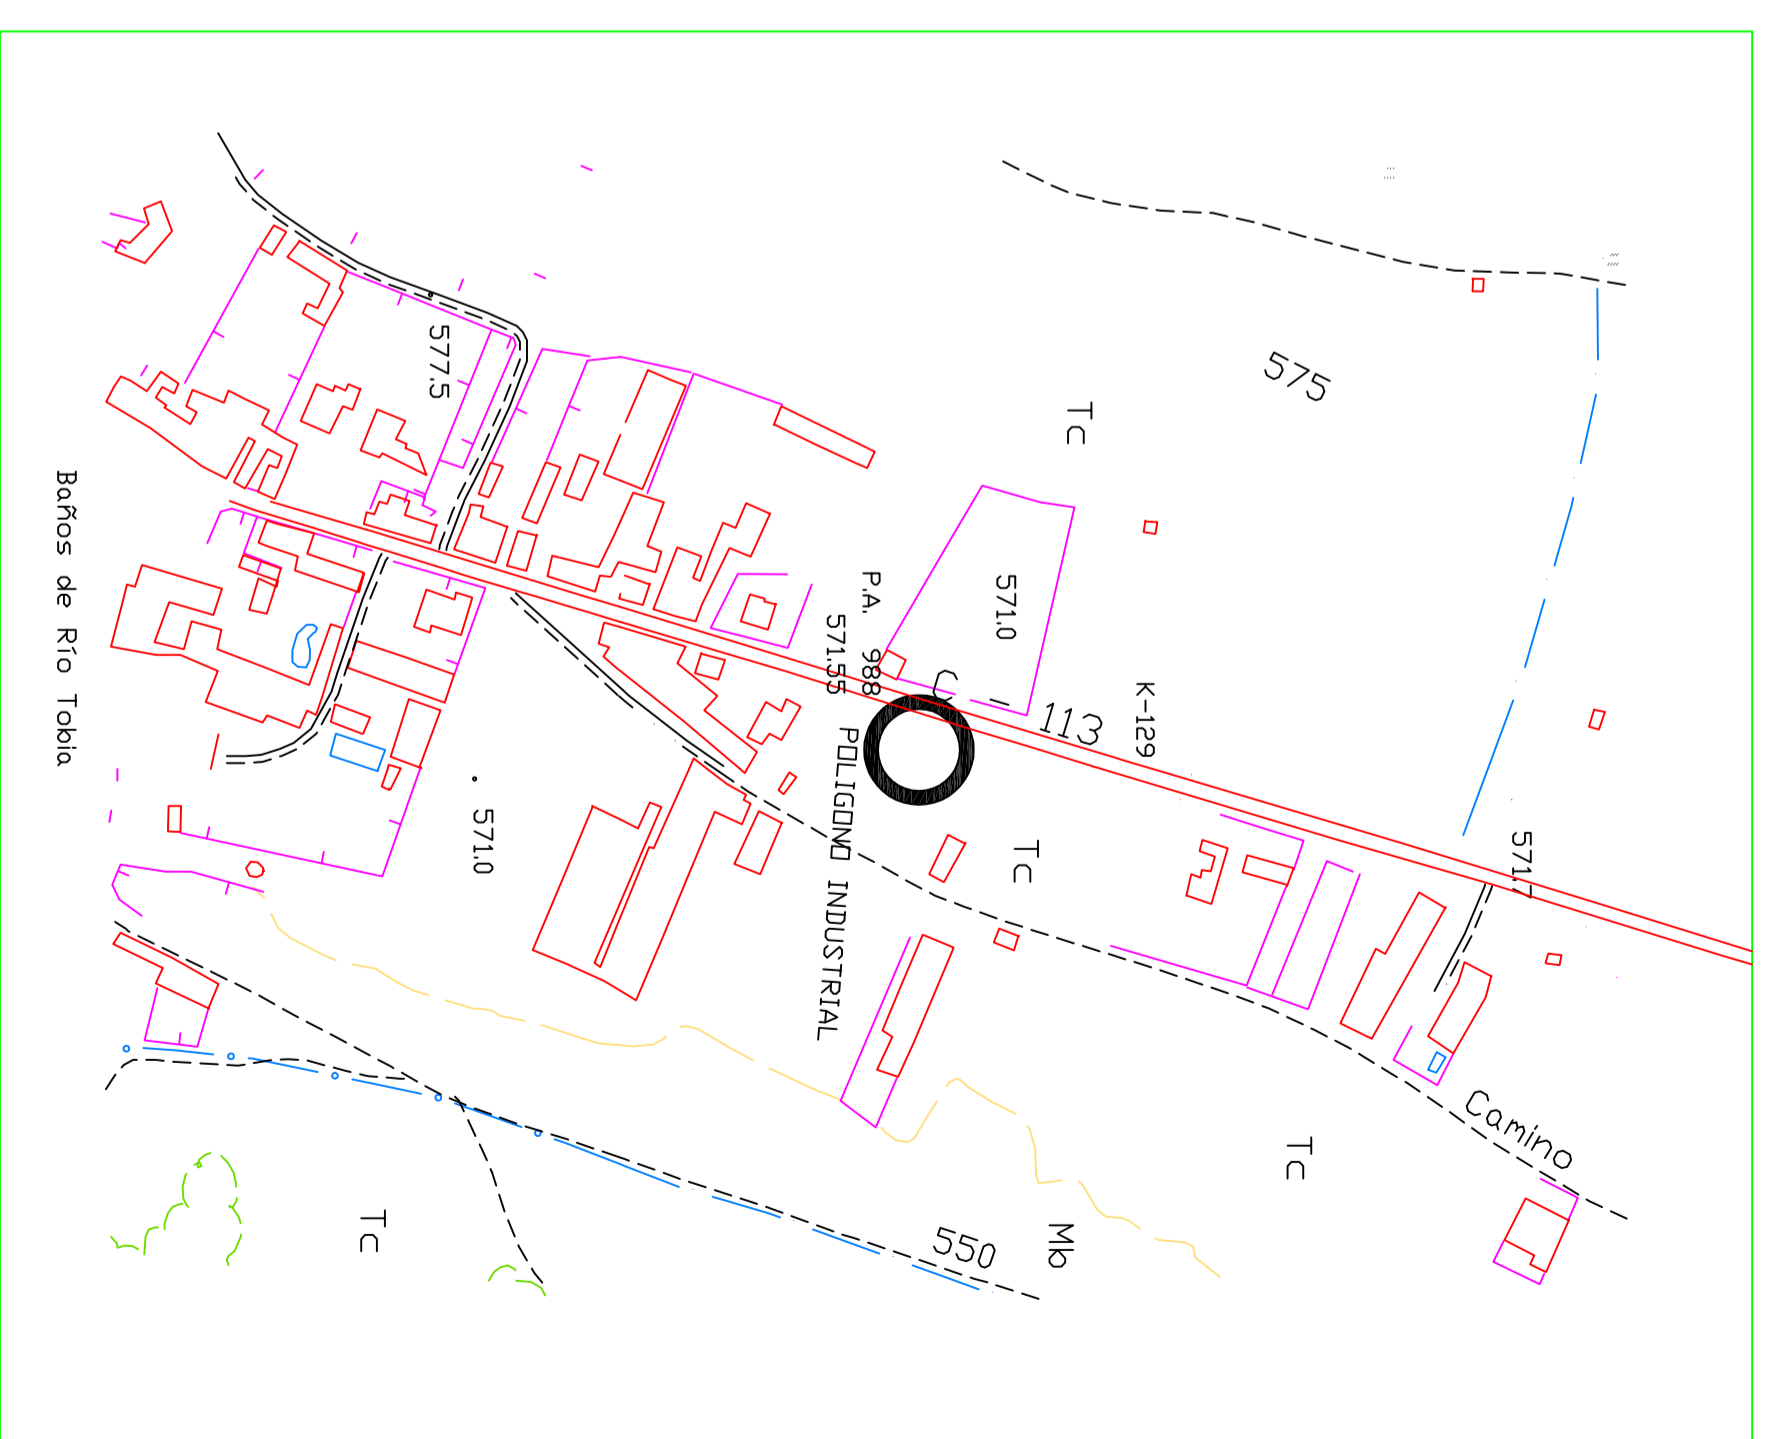 575
Tc
577.5
Baños de Río Tobia
571.0
P.A. 988
571.55
C
113
K-129
POLIGONO INDUSTRIAL
571.0
Tc
571.7
Camino
Tc
Tc
550
Mb